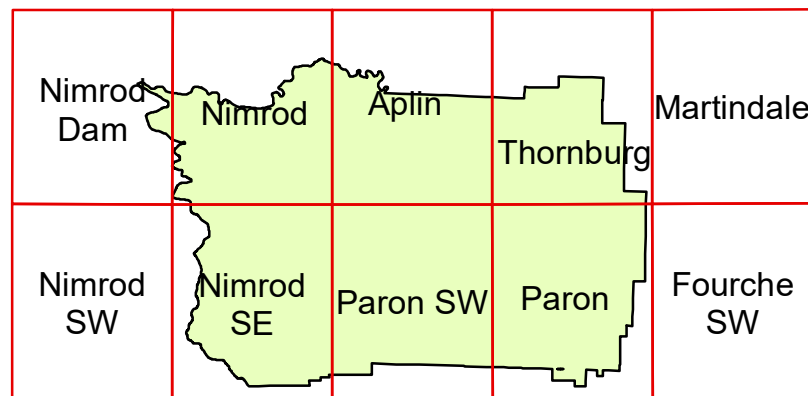 Nimrod
Dam
Nimrod
Aplin
Thornburg
Martindale
Nimrod
SW
Nimrod
SE
Paron SW
Paron
Fourche
SW